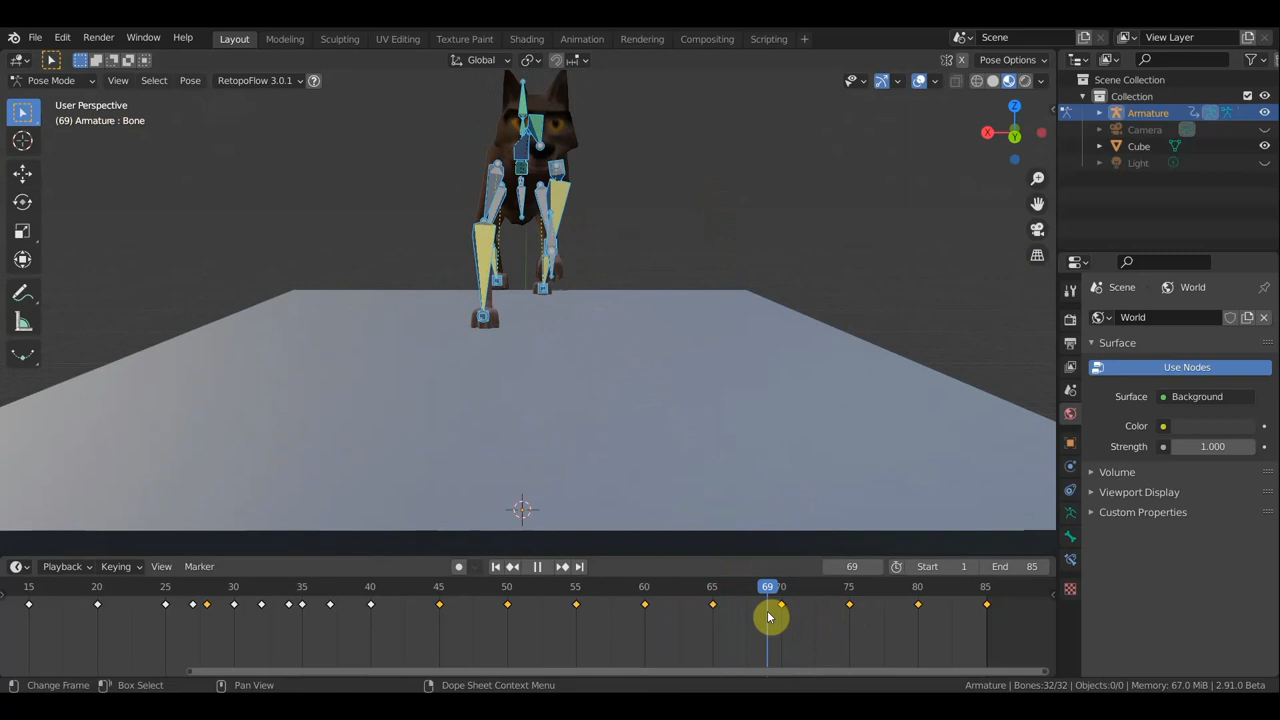 File Edit Render Window Help Layout Modeling Sculpting UV Editing Texture Paint Shading Animation Rendering Compositing Scripting + Scene View Layer
Global Pose Options
Pose Mode View Select Pose RetopoFlow 3.0.1 ?
Scene Collection
Collection
Armature
Camera
Cube
Light
User Perspective
(69) Armature : Bone
Z
X
Y
Scene World
World
Surface
Use Nodes
Surface Background
Color
Strength 1.000
Volume
Viewport Display
Custom Properties
Playback Keying View Marker 69 Start 1 End 85
15 20 25 30 35 40 45 50 55 60 65 69 70 75 80 85
Change Frame Box Select Pan View Dope Sheet Context Menu Armature | Bones:32/32 | Objects:0/0 | Memory: 67.0 MiB | 2.91.0 Beta